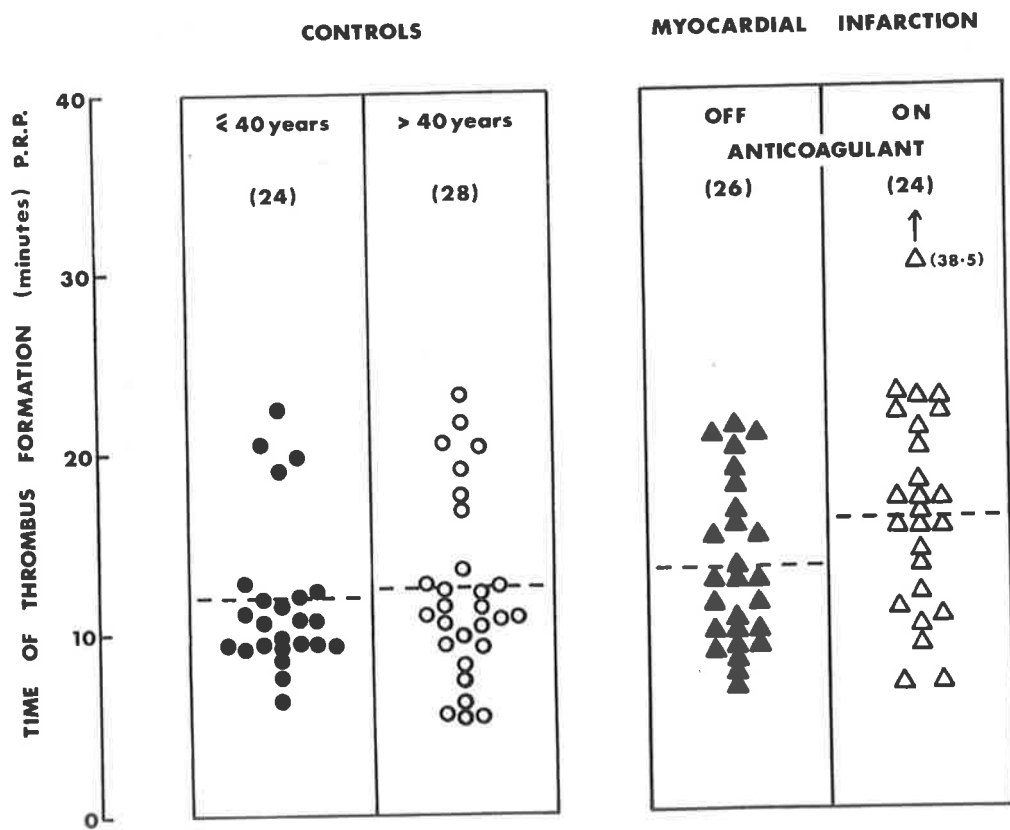 CONTROLS
MYOCARDIAL INFARCTION
TIME OF THROMBUS FORMATION (minutes) P.R.P.
40
30
20
10
0
⩽ 40 years
> 40 years
(24)
(28)
OFF
ON
ANTICOAGULANT
(26)
(24)
(38·5)